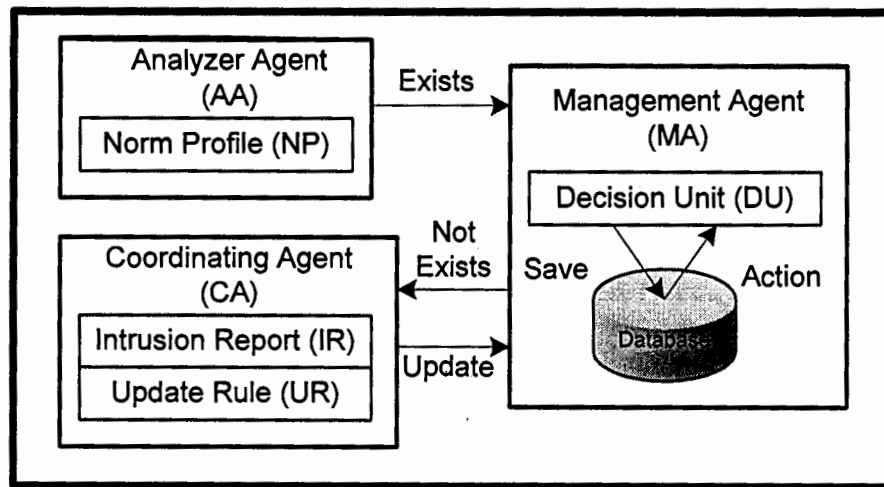 Analyzer Agent
(AA)
Norm Profile (NP)
Exists
Management Agent
(MA)
Decision Unit (DU)
Save
Action
Database
Not
Exists
Update
Coordinating Agent
(CA)
Intrusion Report (IR)
Update Rule (UR)